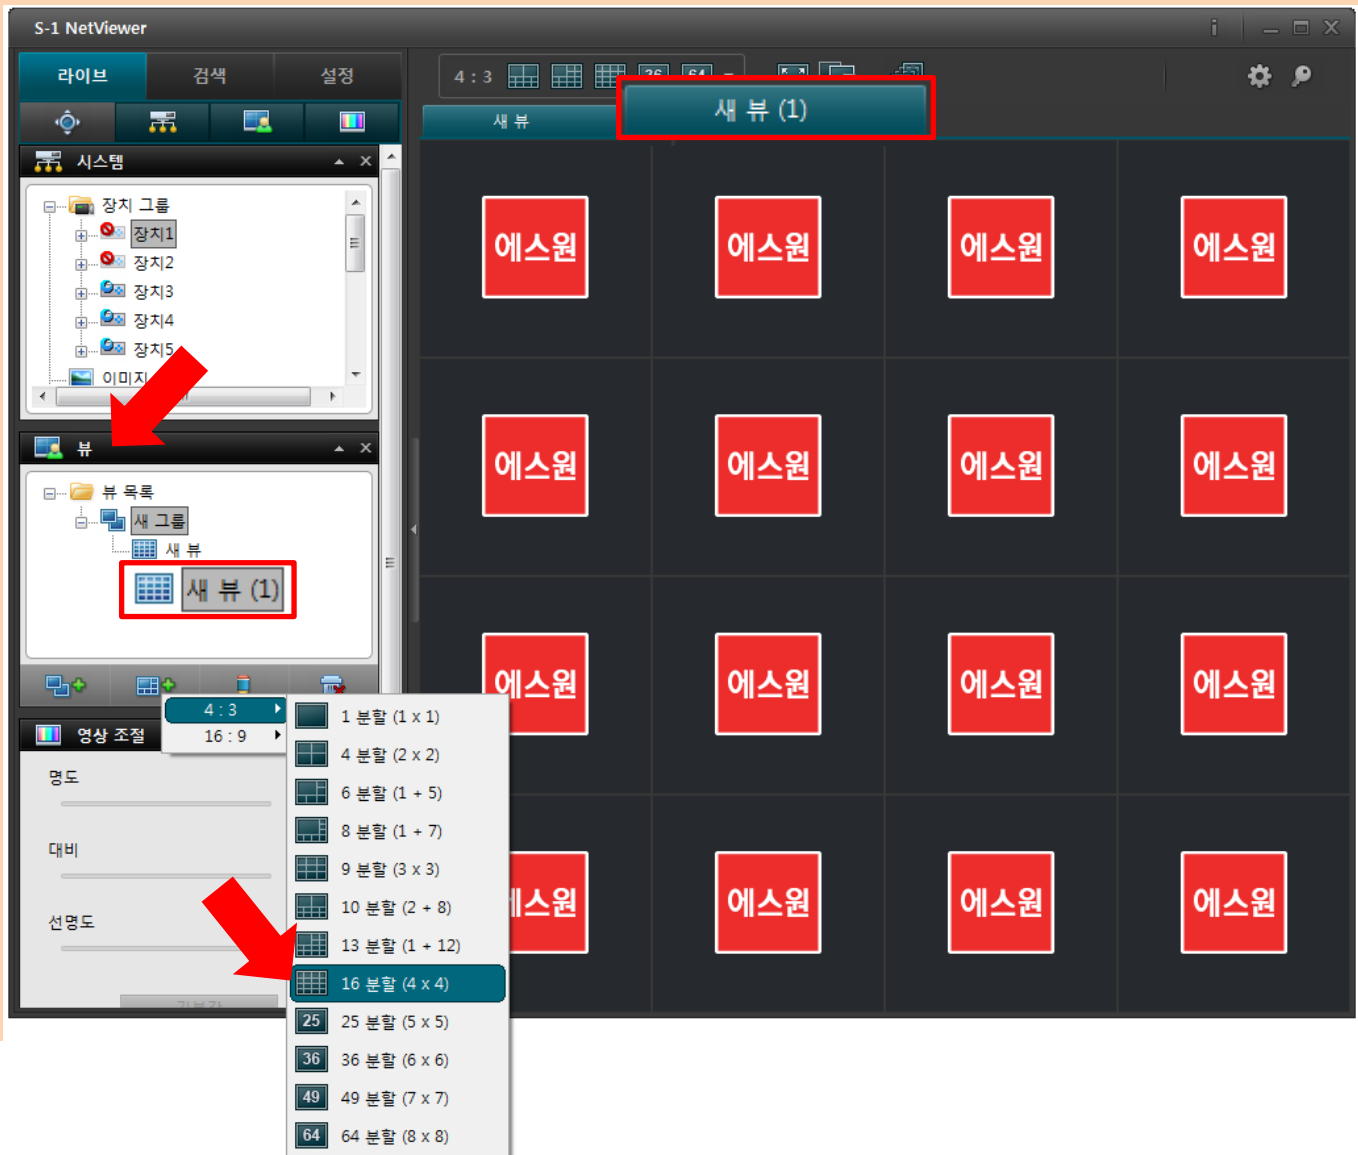 S-1 NetViewer
라이브 검색 설정
4 : 3 36 64
새 뷰 새 뷰 (1)
시스템
장치 그룹
장치1
장치2
장치3
장치4
장치5
이미지
뷰
뷰 목록
새 그룹
새 뷰
새 뷰 (1)
에스원 에스원 에스원 에스원
에스원 에스원 에스원 에스원
에스원 에스원 에스원 에스원
에스원 에스원 에스원 에스원
4 : 3
16 : 9
영상 조절
명도
대비
선명도
1 분할 (1 x 1)
4 분할 (2 x 2)
6 분할 (1 + 5)
8 분할 (1 + 7)
9 분할 (3 x 3)
10 분할 (2 + 8)
13 분할 (1 + 12)
16 분할 (4 x 4)
25 25 분할 (5 x 5)
36 36 분할 (6 x 6)
49 49 분할 (7 x 7)
64 64 분할 (8 x 8)